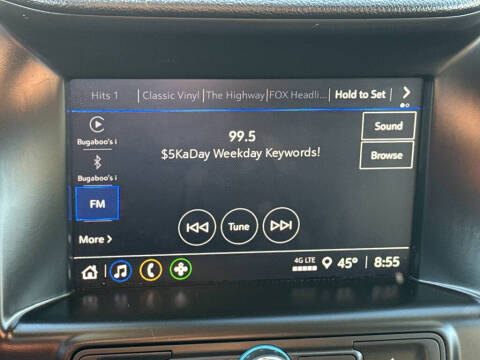 Hits 1 | Classic Vinyl | The Highway | FOX Headli... | Hold to Set
Bugaboo's i
Bugaboo's i
FM
More >
99.5
$5KaDay Weekday Keywords!
Sound
Browse
Tune
4G LTE
45° | 8:55